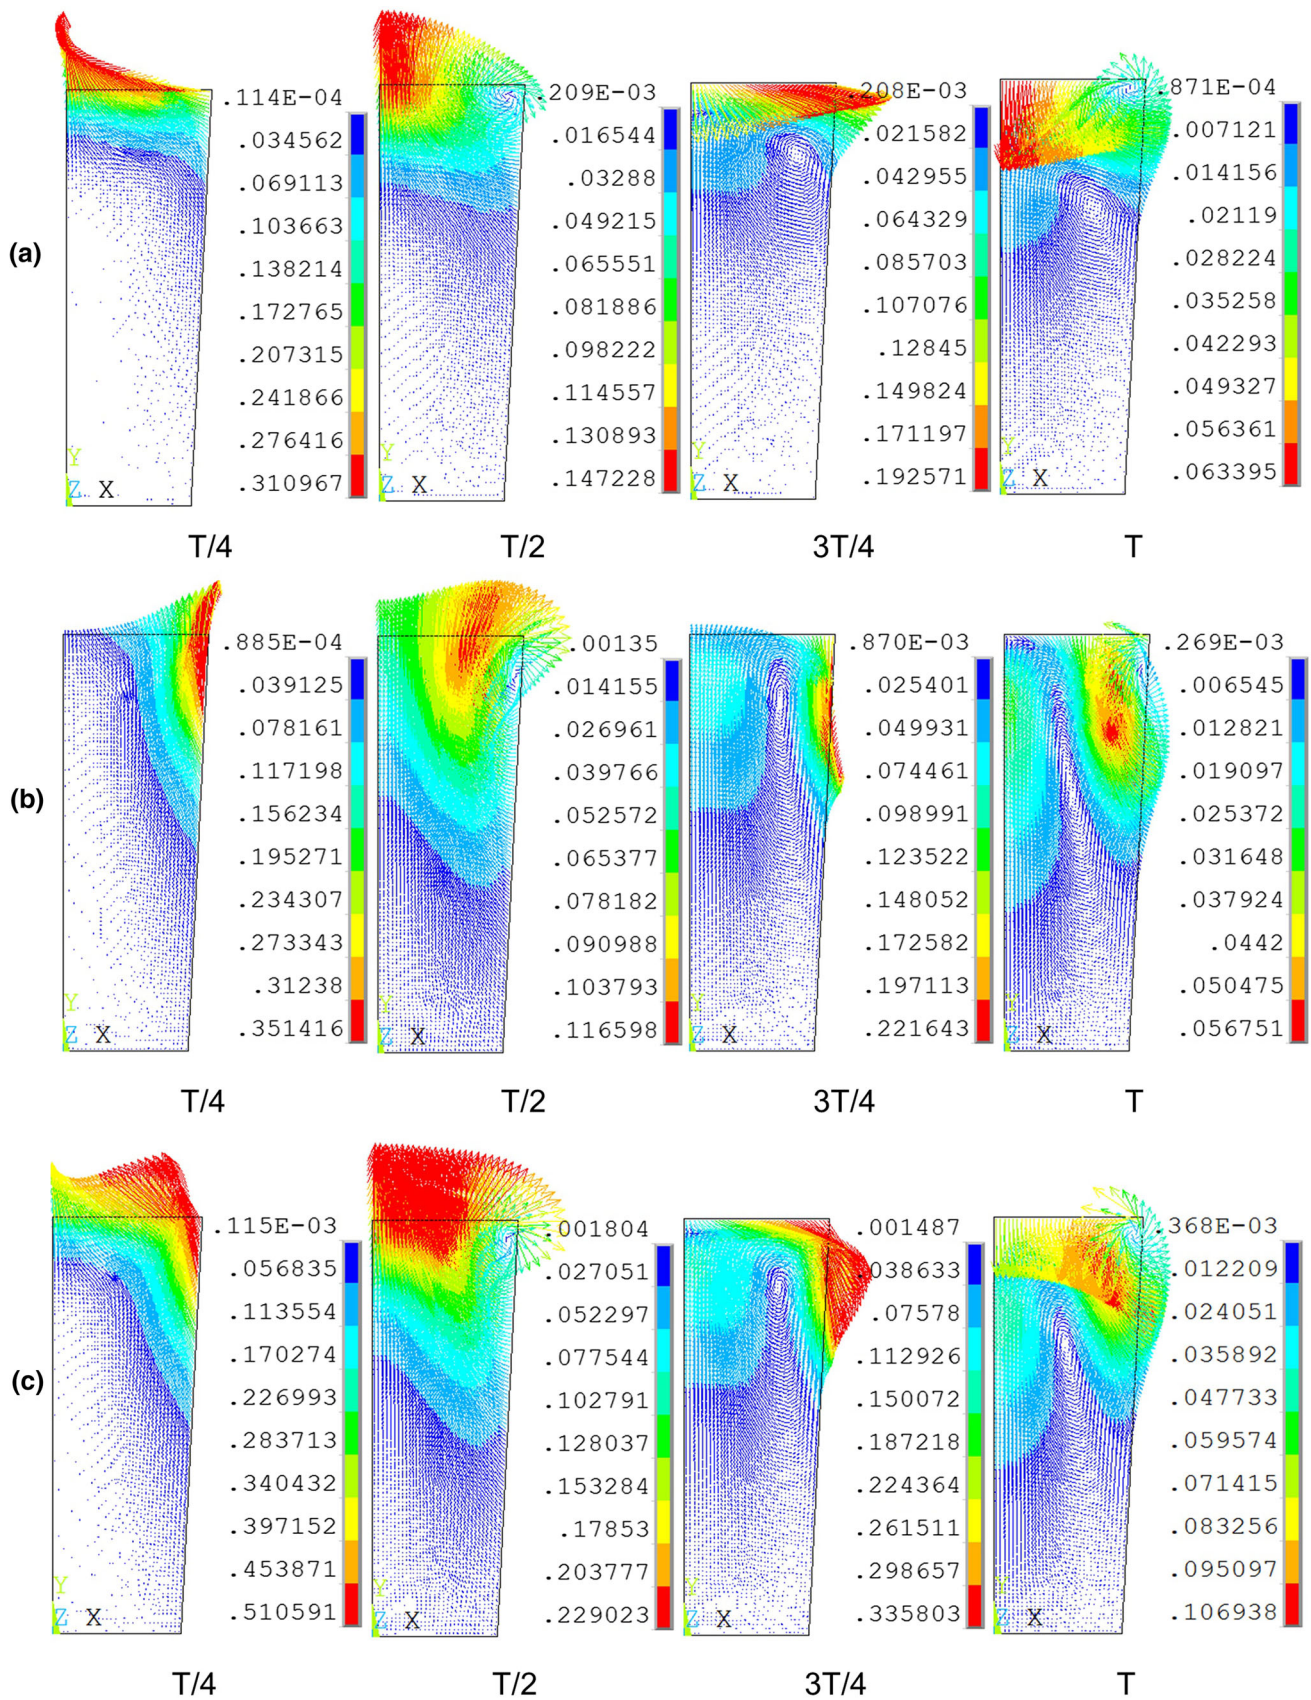 (a)
.114E-04
.034562
.069113
.103663
.138214
.172765
.207315
.241866
.276416
.310967
Y
Z X
T/4
.209E-03
.016544
.03288
.049215
.065551
.081886
.098222
.114557
.130893
.147228
Y
Z X
T/2
.208E-03
.021582
.042955
.064329
.085703
.107076
.12845
.149824
.171197
.192571
Y
Z X
3T/4
.871E-04
.007121
.014156
.02119
.028224
.035258
.042293
.049327
.056361
.063395
Y
Z X
T
(b)
.885E-04
.039125
.078161
.117198
.156234
.195271
.234307
.273343
.31238
.351416
Y
Z X
T/4
.00135
.014155
.026961
.039766
.052572
.065377
.078182
.090988
.103793
.116598
Y
Z X
T/2
.870E-03
.025401
.049931
.074461
.098991
.123522
.148052
.172582
.197113
.221643
Y
Z X
3T/4
.269E-03
.006545
.012821
.019097
.025372
.031648
.037924
.0442
.050475
.056751
Y
Z X
T
(c)
.115E-03
.056835
.113554
.170274
.226993
.283713
.340432
.397152
.453871
.510591
Y
Z X
T/4
.001804
.027051
.052297
.077544
.102791
.128037
.153284
.17853
.203777
.229023
Y
Z X
T/2
.001487
.038633
.07578
.112926
.150072
.187218
.224364
.261511
.298657
.335803
Y
Z X
3T/4
.368E-03
.012209
.024051
.035892
.047733
.059574
.071415
.083256
.095097
.106938
Y
Z X
T